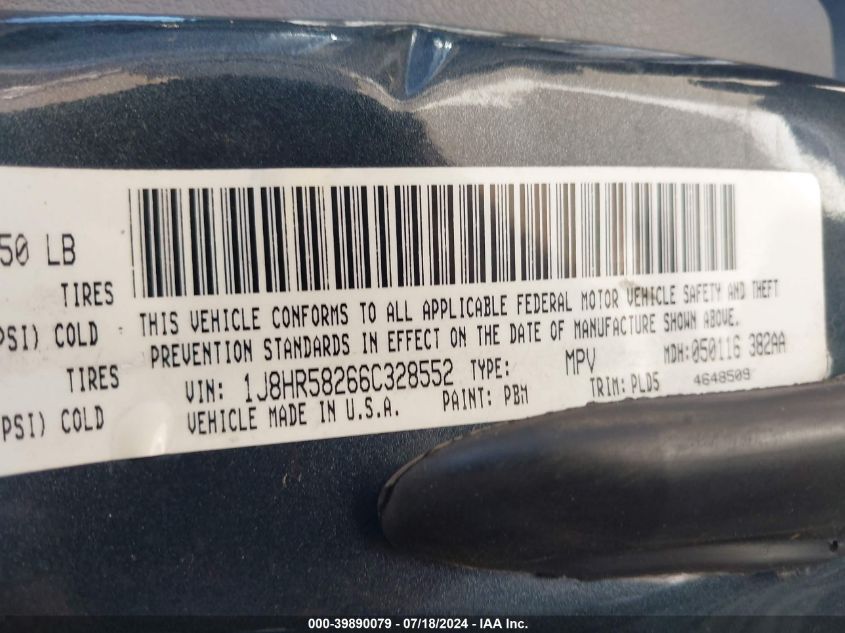 50 LB
TIRES
PSI) COLD
TIRES
PSI) COLD
THIS VEHICLE CONFORMS TO ALL APPLICABLE FEDERAL MOTOR VEHICLE SAFETY AND THEFT
PREVENTION STANDARDS IN EFFECT ON THE DATE OF MANUFACTURE SHOWN ABOVE.
VIN: 1J8HR58266C328552 TYPE: MPV MDH:050116 382AA
VEHICLE MADE IN U.S.A. PAINT: PBM TRIM: PLD5 4648509
000-39890079 / 07/18/2024 - IAA Inc.